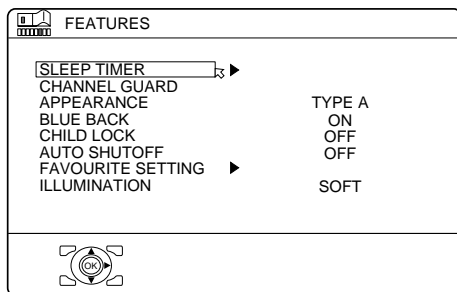 FEATURES
SLEEP TIMER
CHANNEL GUARD
APPEARANCE TYPE A
BLUE BACK ON
CHILD LOCK OFF
AUTO SHUTOFF OFF
FAVOURITE SETTING
ILLUMINATION SOFT
OK